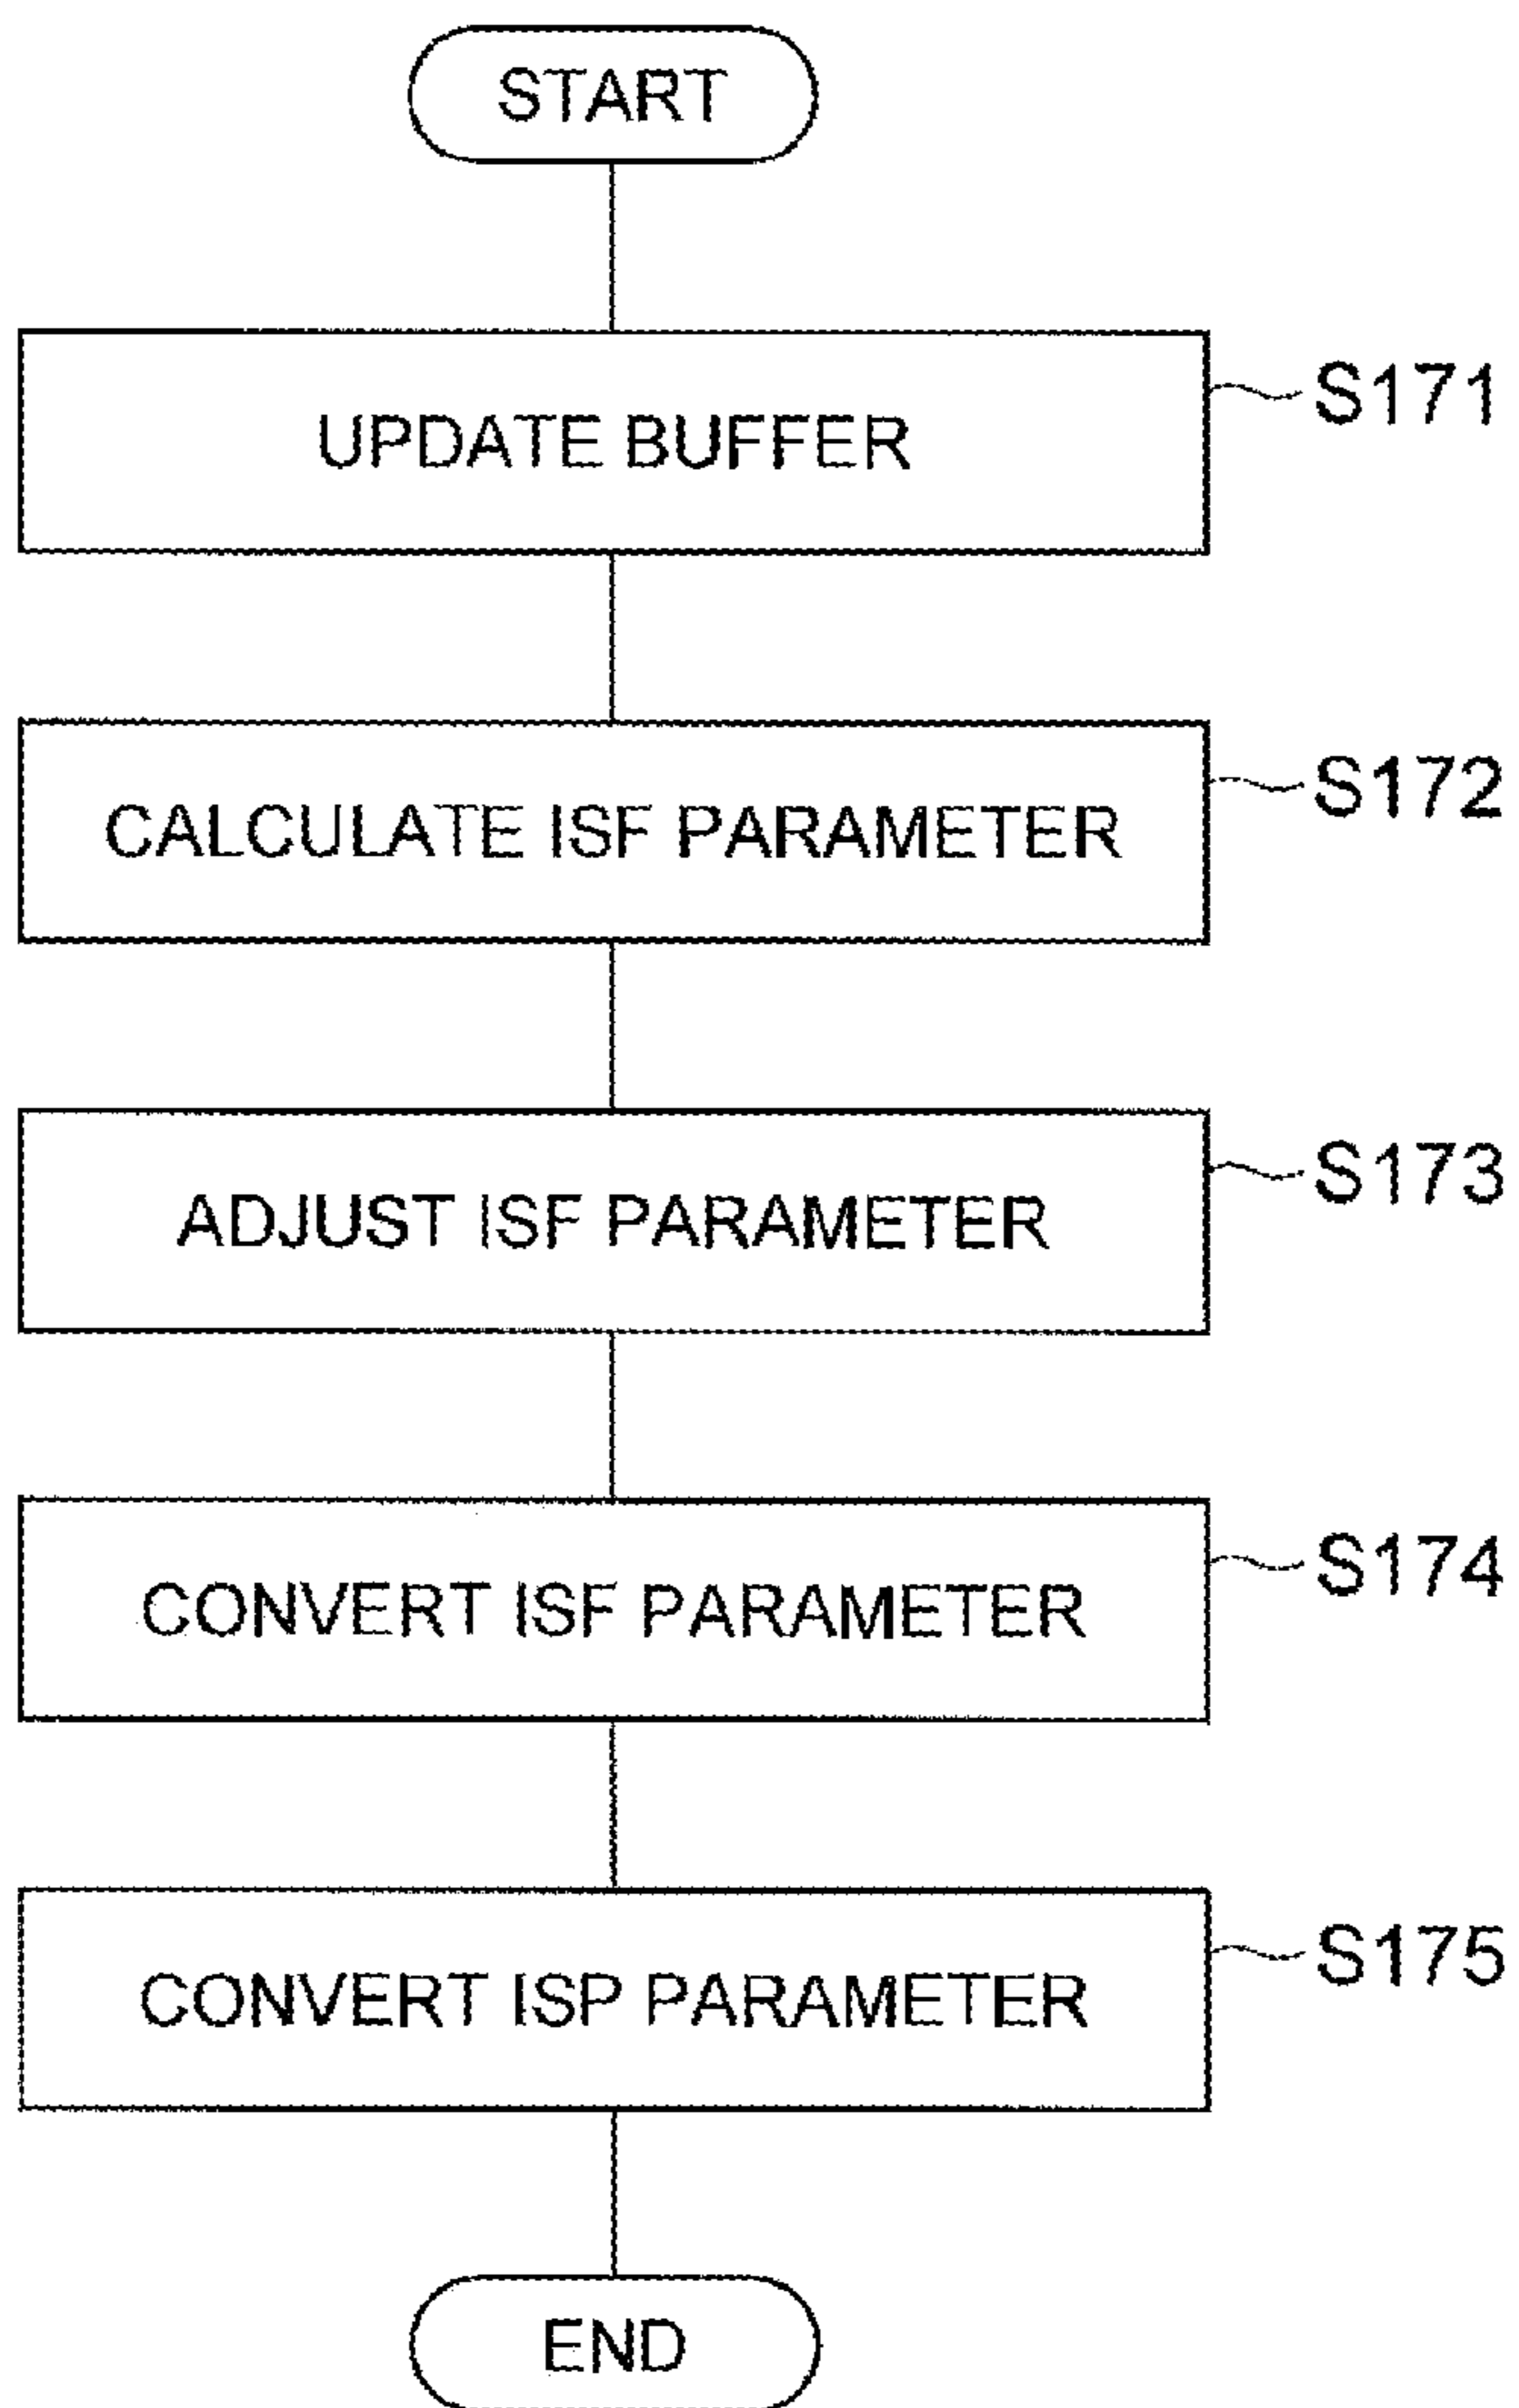 START
UPDATE BUFFER
S171
CALCULATE ISF PARAMETER
S172
ADJUST ISF PARAMETER
S173
CONVERT ISF PARAMETER
S174
CONVERT ISP PARAMETER
S175
END